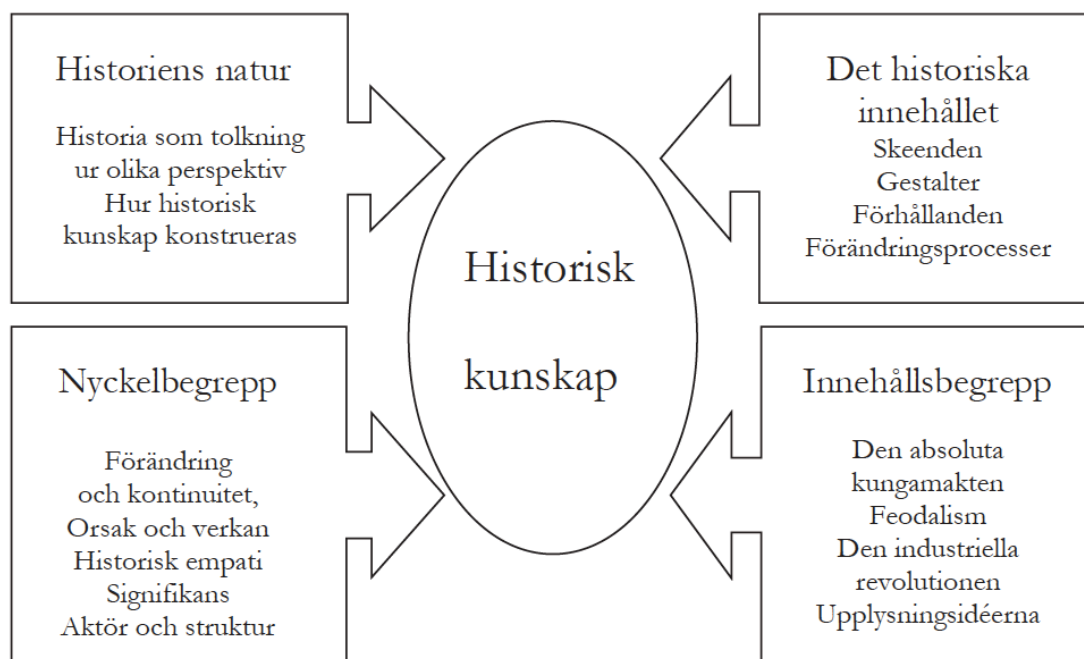 Historiens natur
Historia som tolkning
ur olika perspektiv
Hur historisk
kunskap konstrueras
Det historiska
innehållet
Skeenden
Gestalter
Förhållanden
Förändringsprocesser
Historisk
kunskap
Nyckelbegrepp
Förändring
och kontinuitet,
Orsak och verkan
Historisk empati
Signifikans
Aktör och struktur
Innehållsbegrepp
Den absoluta
kungamakten
Feodalism
Den industriella
revolutionen
Upplysningsidéerna